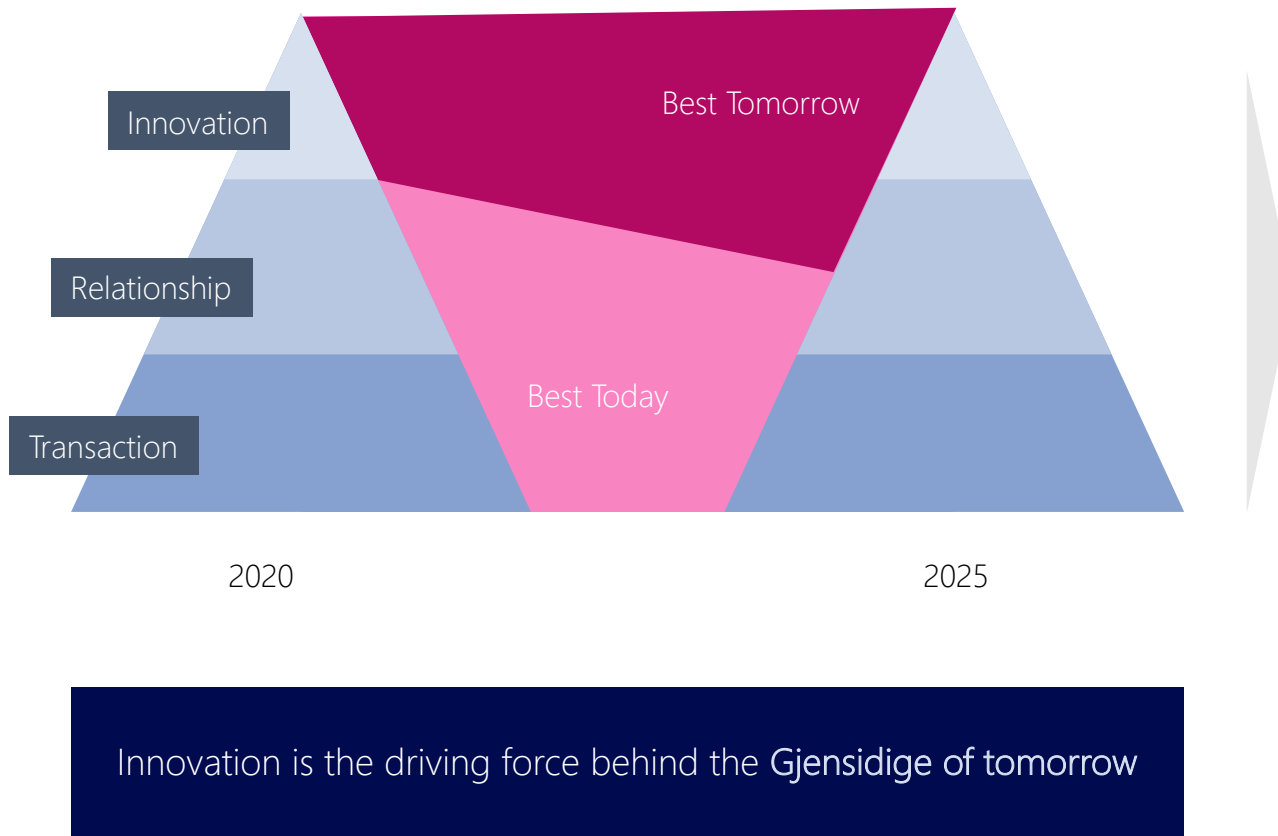 Innovation
Best Tomorrow
Relationship
Best Today
Transaction
2020
2025
Innovation is the driving force behind the Gjensidige of tomorrow